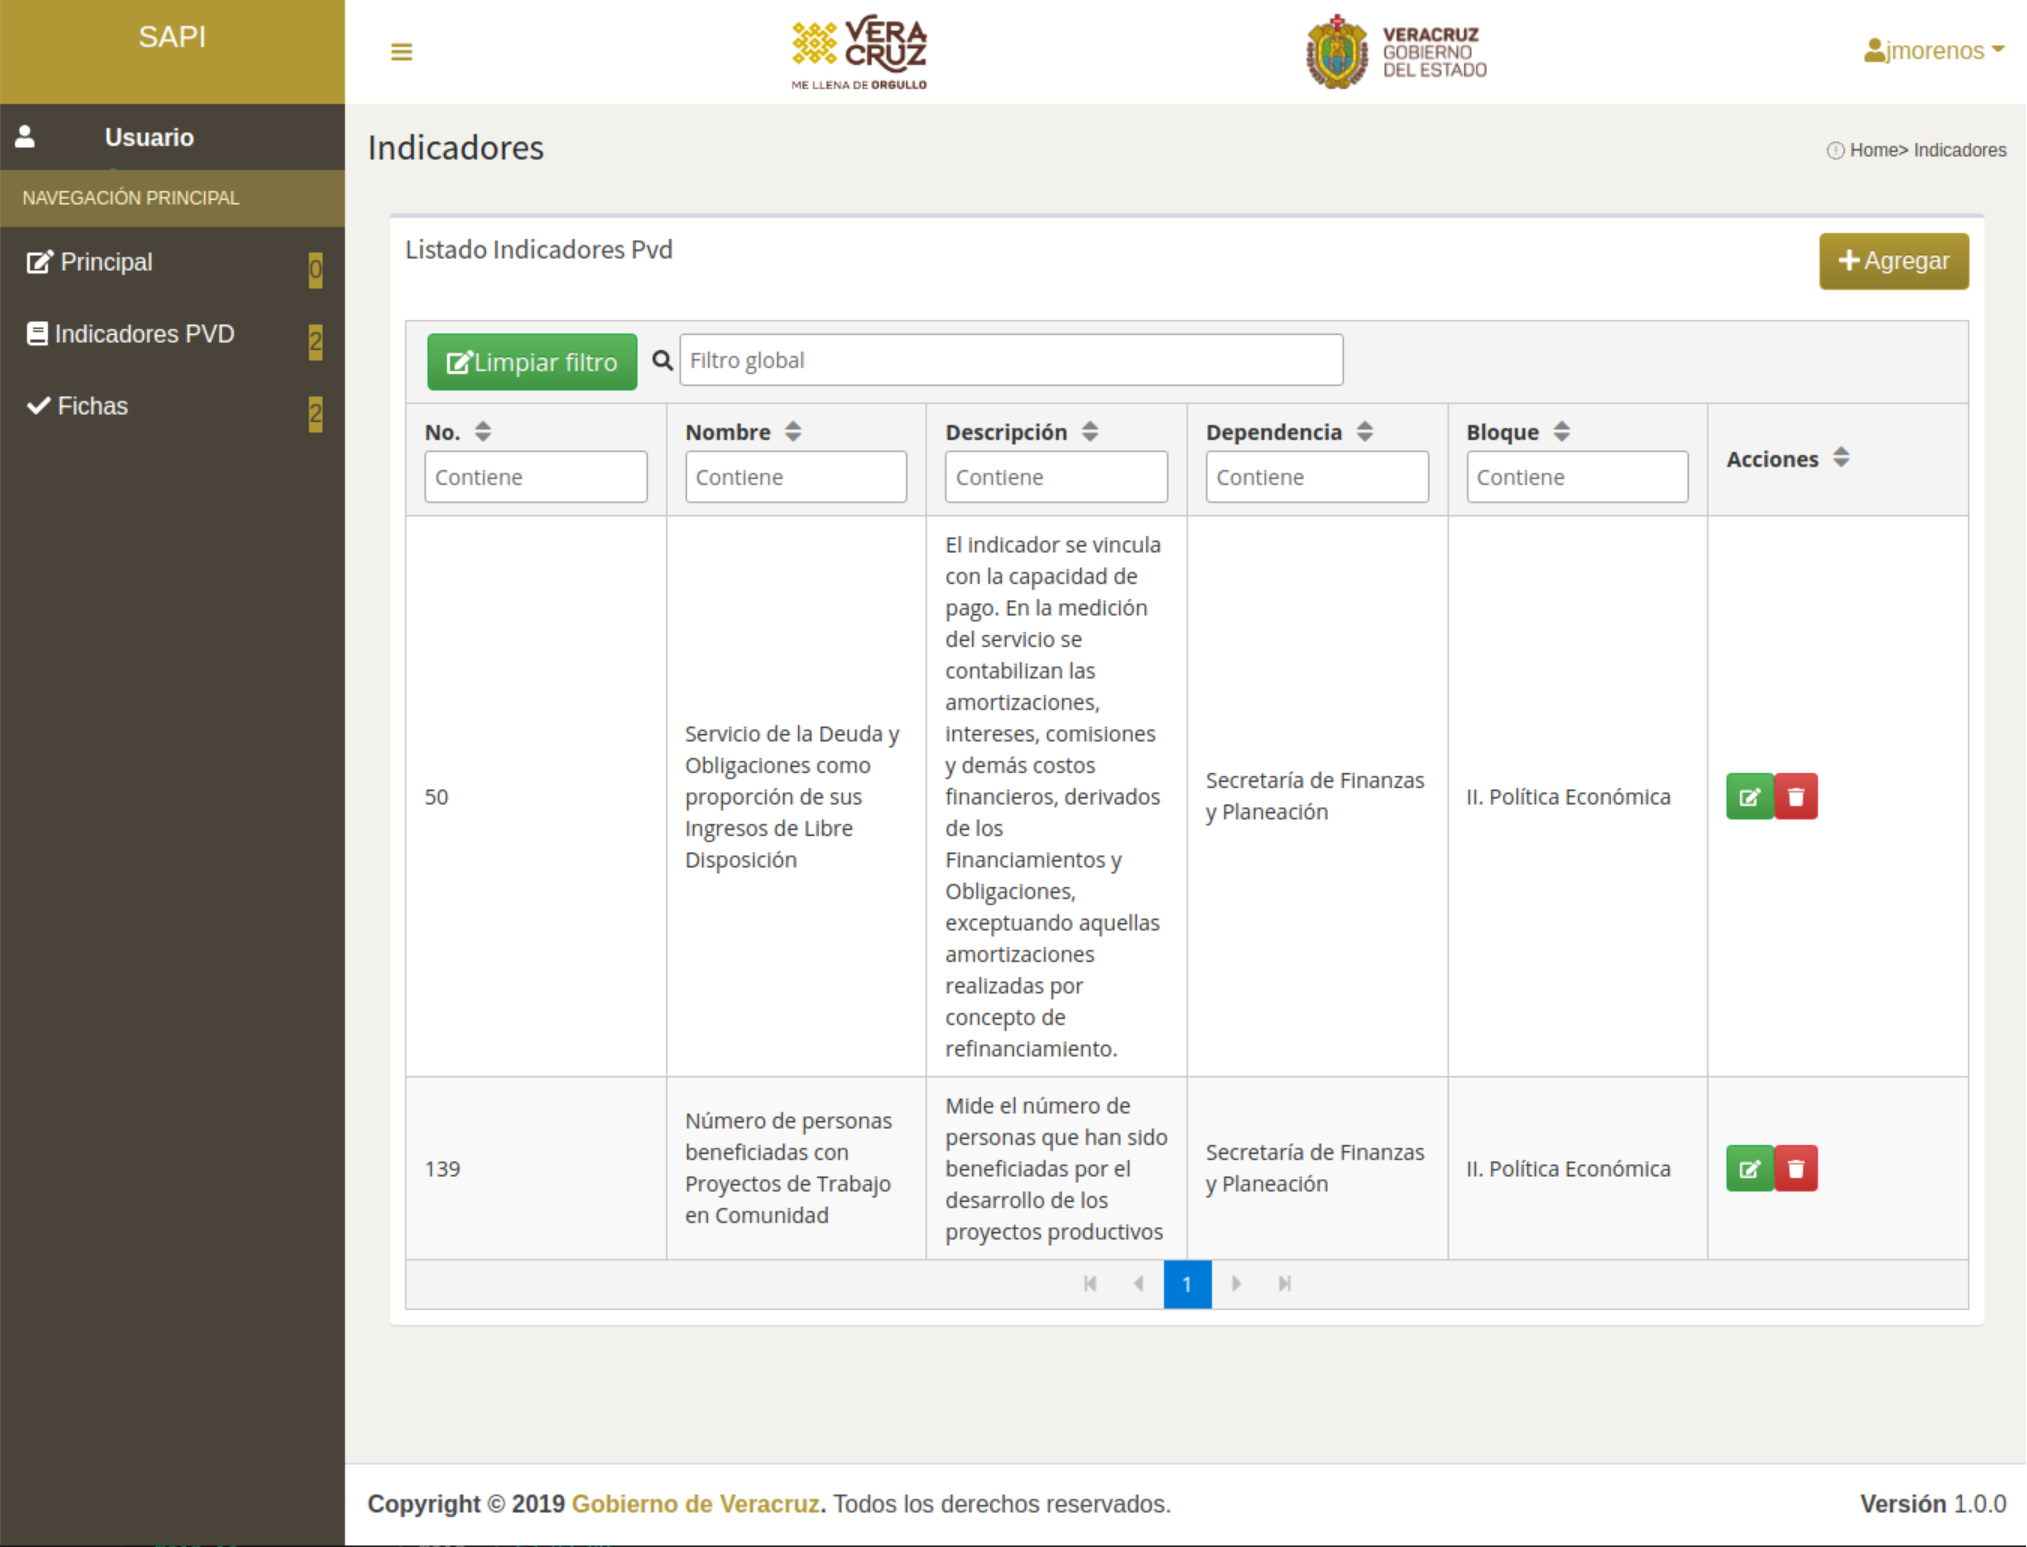 SAPI
VERA
CRUZ
ME LLENA DE ORGULLO
VERACRUZ
GOBIERNO
DEL ESTADO
jmorenos
Usuario
NAVEGACIÓN PRINCIPAL
Principal
0
Indicadores PVD
2
Fichas
2
Indicadores
Home> Indicadores
Listado Indicadores Pvd
Agregar
Limpiar filtro
Filtro global
No.
Nombre
Descripción
Dependencia
Bloque
Acciones
Contiene
Contiene
Contiene
Contiene
Contiene
50
Servicio de la Deuda y
Obligaciones como
proporción de sus
Ingresos de Libre
Disposición
El indicador se vincula
con la capacidad de
pago. En la medición
del servicio se
contabilizan las
amortizaciones,
intereses, comisiones
y demás costos
financieros, derivados
de los
Financiamientos y
Obligaciones,
exceptuando aquellas
amortizaciones
realizadas por
concepto de
refinanciamiento.
Secretaría de Finanzas
y Planeación
II. Política Económica
139
Número de personas
beneficiadas con
Proyectos de Trabajo
en Comunidad
Mide el número de
personas que han sido
beneficiadas por el
desarrollo de los
proyectos productivos
Secretaría de Finanzas
y Planeación
II. Política Económica
1
Copyright © 2019 Gobierno de Veracruz. Todos los derechos reservados.
Versión 1.0.0